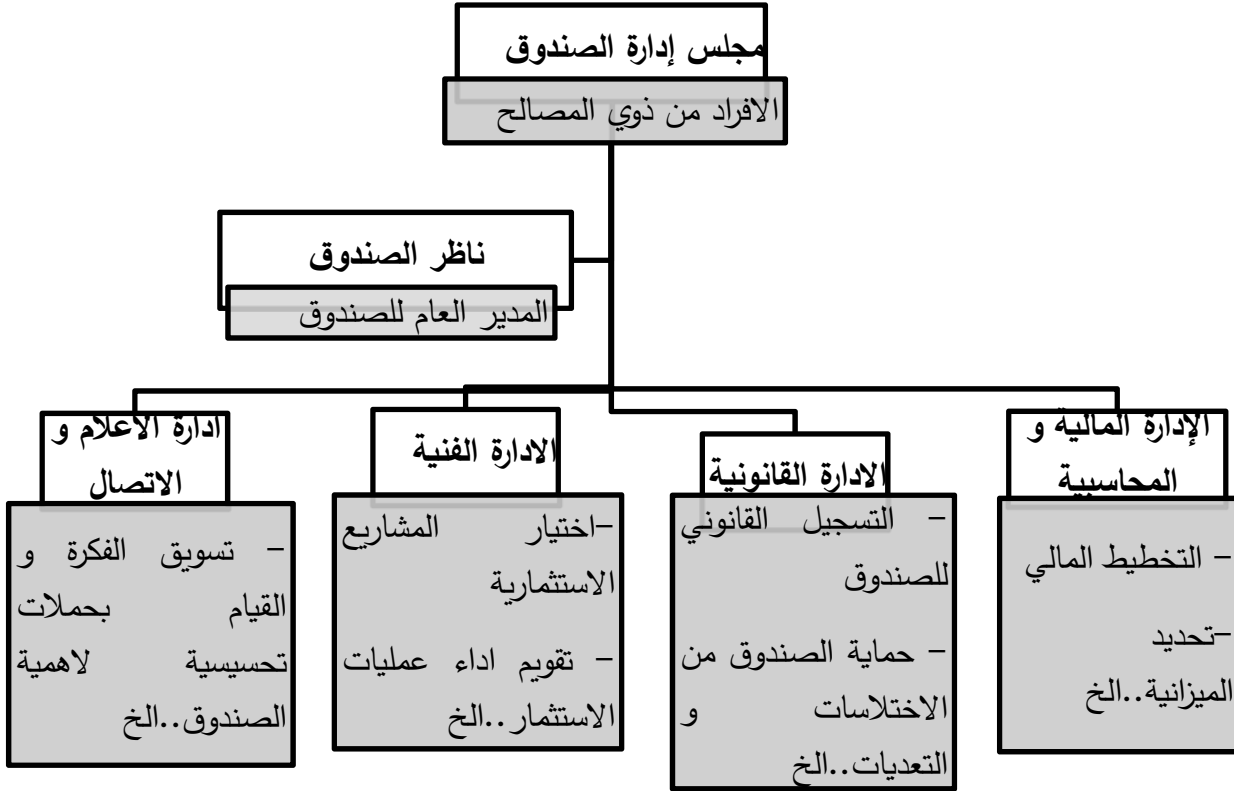 مجلس إدارة الصندوق
الافراد من ذوي المصالح
ناظر الصندوق
المدير العام للصندوق
الإدارة المالية و
المحاسبية
– التخطيط المالي
–تحديد
الميزانية..الخ
الادارة القانونية
– التسجيل القانوني
للصندوق
– حماية الصندوق من
الاختلاسات و
التعديات..الخ
الادارة الفنية
–اختيار المشاريع
الاستثمارية
– تقويم اداء عمليات
الاستثمار..الخ
ادارة الاعلام و
الاتصال
– تسويق الفكرة و
القيام بحملات
تحسيسية لاهمية
الصندوق..الخ